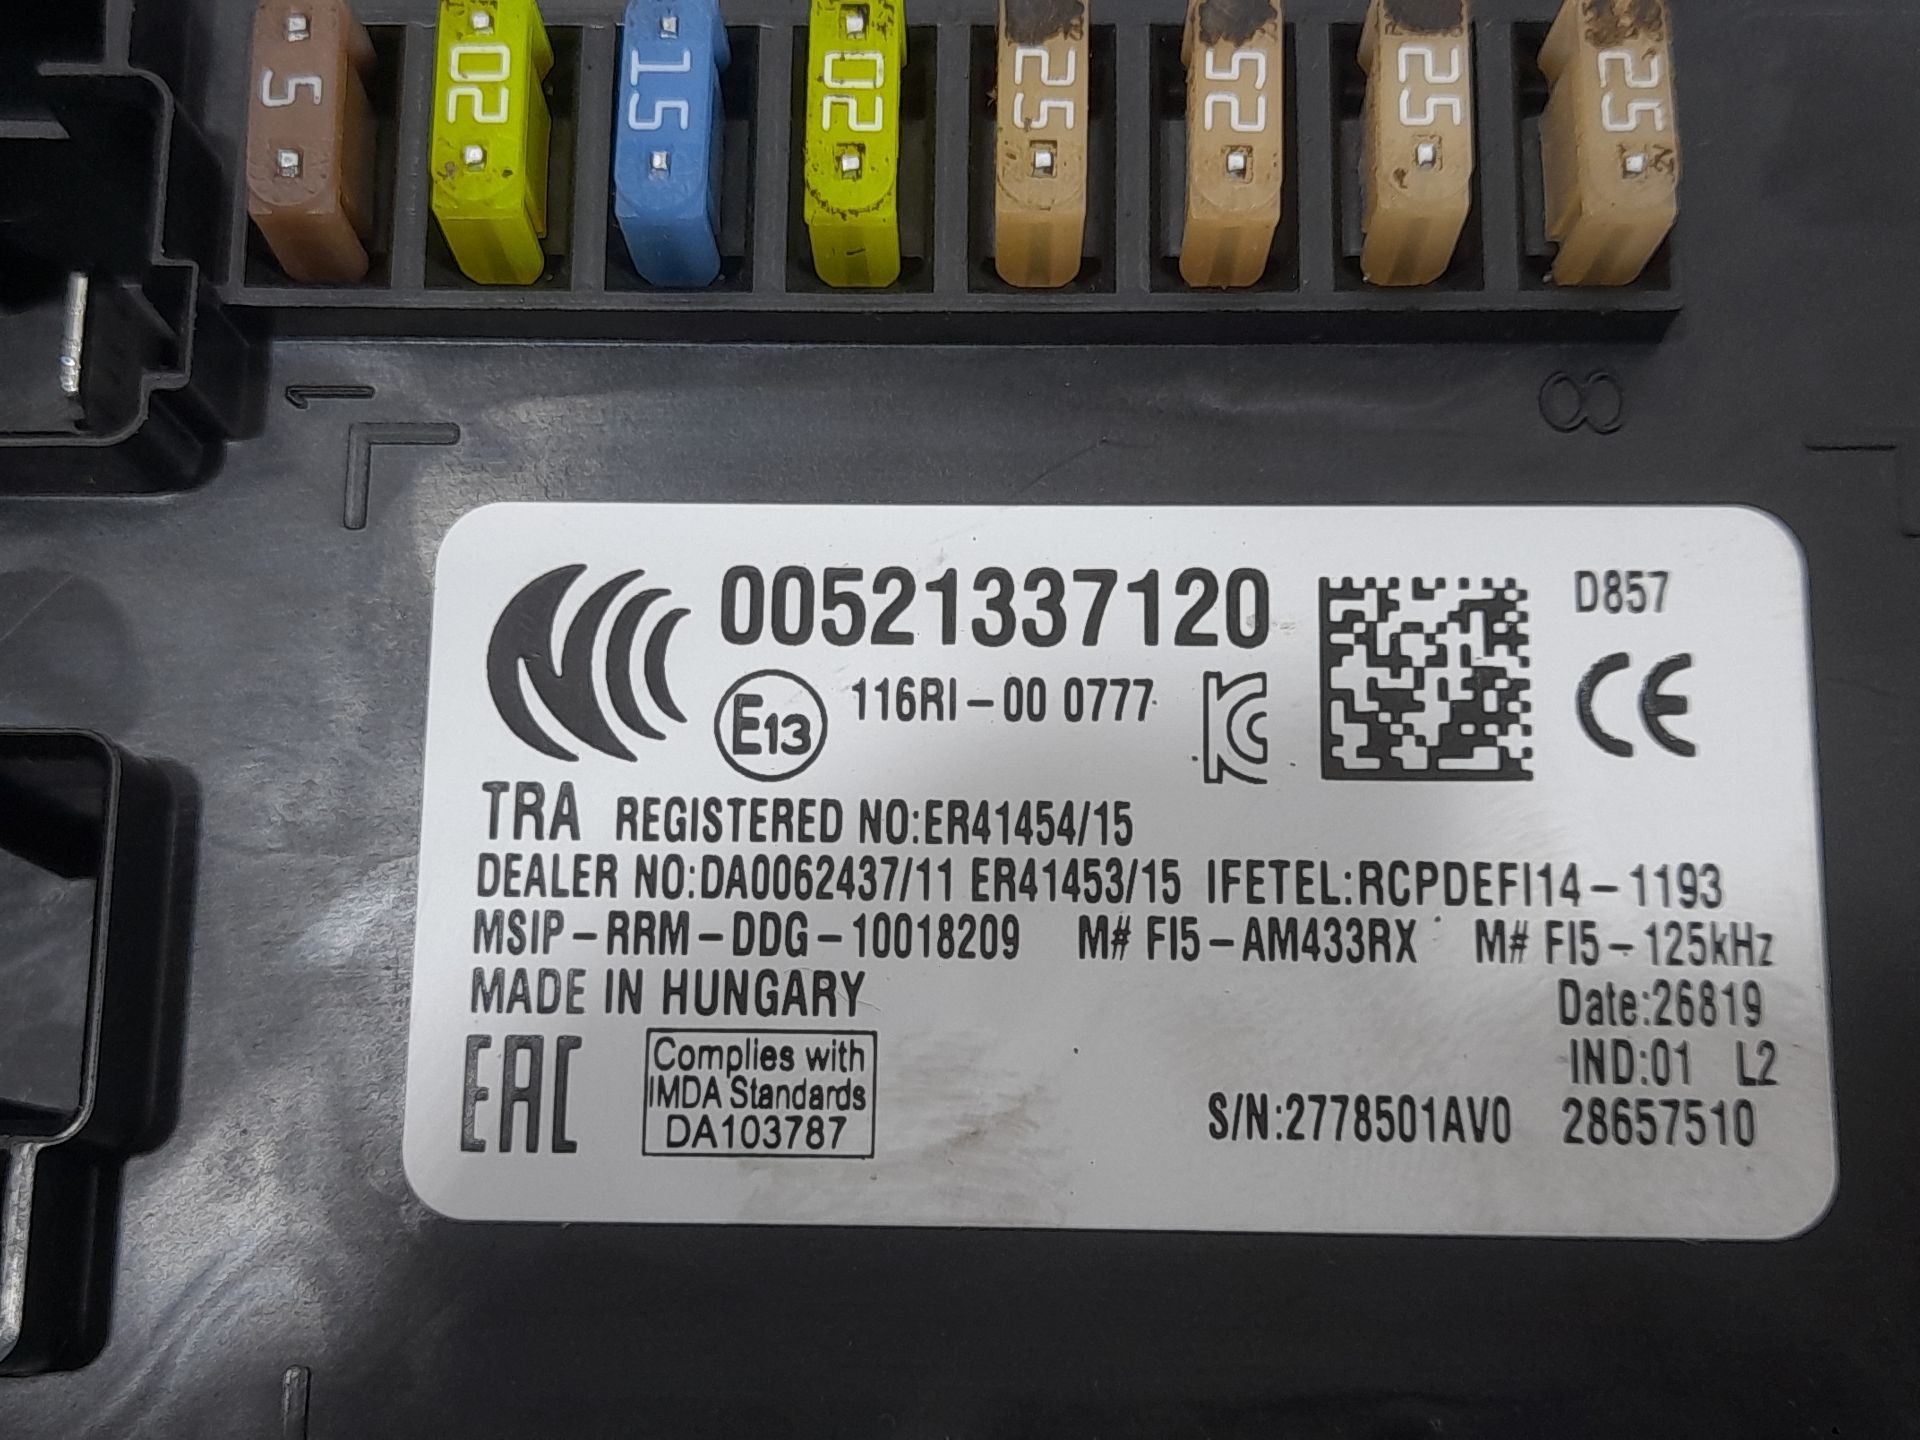 5 20 15 20 25 25 25 25
1 8
00521337120 D857
E13 116RI-00 0777 KC CE
TRA REGISTERED NO:ER41454/15
DEALER NO:DA0062437/11 ER41453/15 IFETEL:RCPDEFI14-1193
MSIP-RRM-DDG-10018209 M# FI5-AM433RX M# FI5-125kHz
MADE IN HUNGARY Date:26819
IND:01 L2
EAC
Complies with
IMDA Standards
DA103787
S/N:2778501AV0 28657510